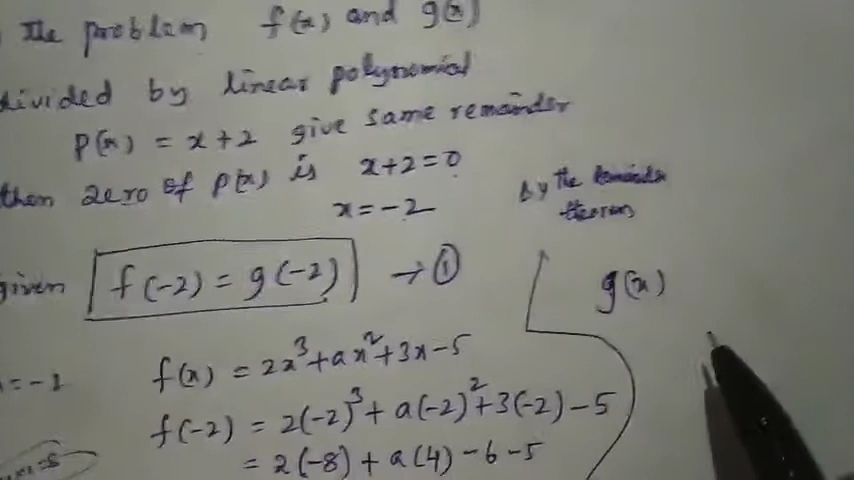 the problem f(x) and g(x)
divided by linear polynomial
P(x) = x+2 give same remainder
then zero of P(x) is x+2=0
x=-2
by the remainder
theorem
given f(-2) = g(-2) → ①
g(x)
f(x) = 2x³+ax²+3x-5
f(-2) = 2(-2)³+a(-2)²+3(-2)-5
= 2(-8)+a(4)-6-5